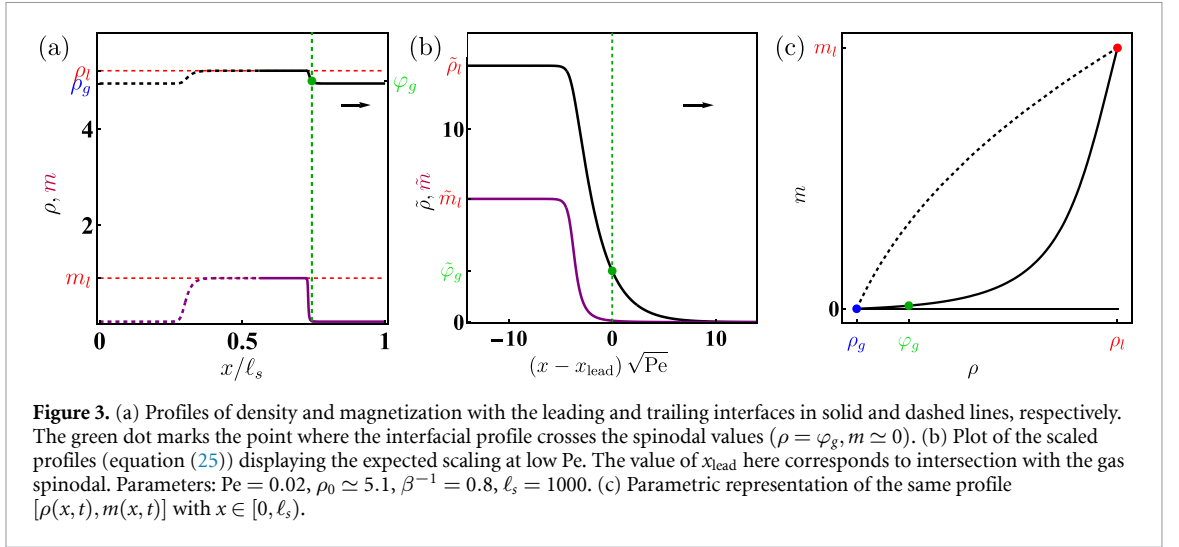 (a)
ρ_l
ρ_g
4
2
m_l
0
0
0.5
1
ρ, m
x/ℓ_s
φ_g
(b)
ρ̃_l
10
m̃_l
φ̃_g
0
−10
0
10
ρ̃, m̃
(x − x_lead) √Pe
(c)
m_l
m
0
ρ_g
φ_g
ρ_l
ρ
Figure 3. (a) Profiles of density and magnetization with the leading and trailing interfaces in solid and dashed lines, respectively.
The green dot marks the point where the interfacial profile crosses the spinodal values (ρ = φ_g, m ≃ 0). (b) Plot of the scaled
profiles (equation (25)) displaying the expected scaling at low Pe. The value of x_lead here corresponds to intersection with the gas
spinodal. Parameters: Pe = 0.02, ρ_0 ≃ 5.1, β^−1 = 0.8, ℓ_s = 1000. (c) Parametric representation of the same profile
[ρ(x, t), m(x, t)] with x ∈ [0, ℓ_s).